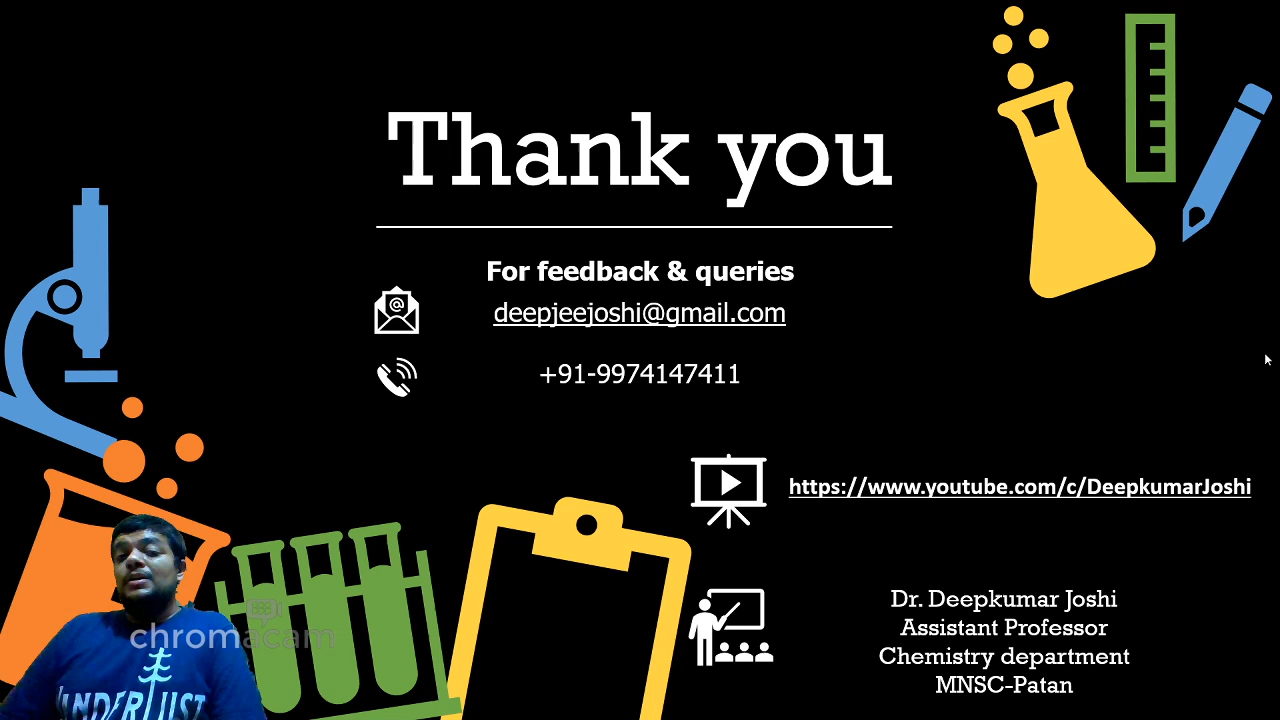 Thank you
For feedback & queries
deepjeejoshi@gmail.com
+91-9974147411
https://www.youtube.com/c/DeepkumarJoshi
Dr. Deepkumar Joshi
Assistant Professor
Chemistry department
MNSC-Patan
chromacam